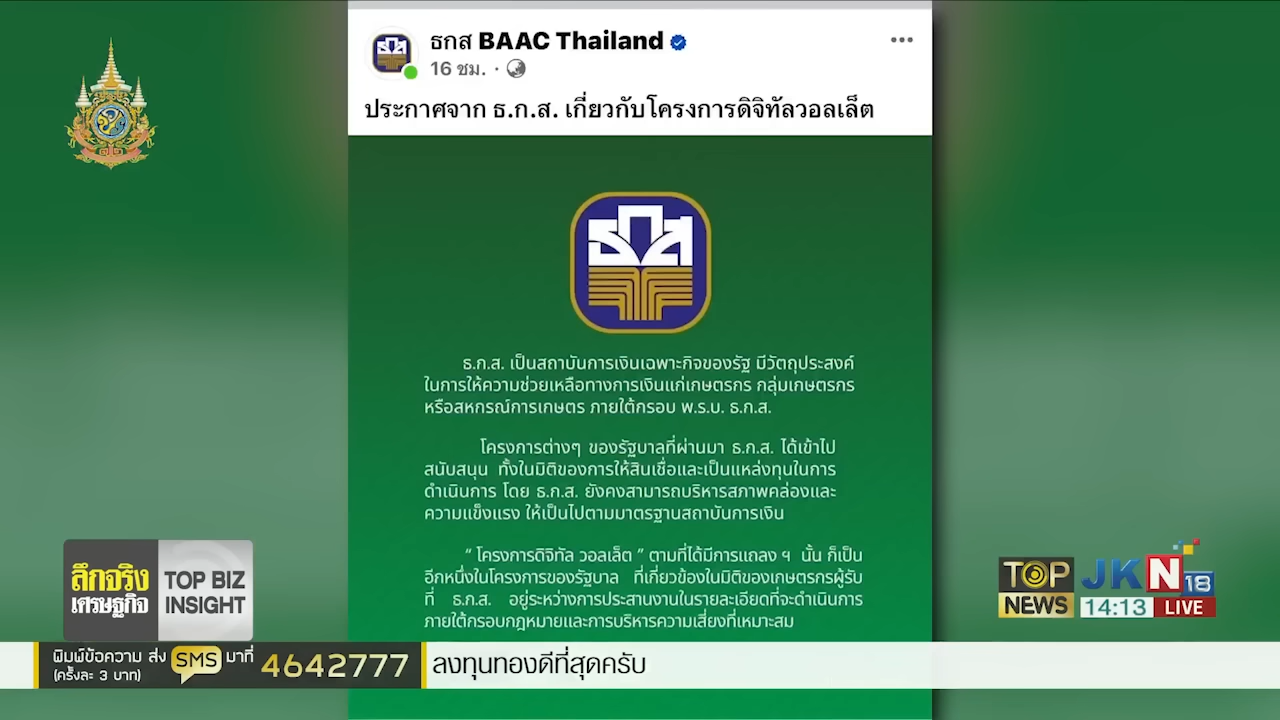 ธกส BAAC Thailand
16 ชม. ·
ประกาศจาก ธ.ก.ส. เกี่ยวกับโครงการดิจิทัลวอลเล็ต
ธกส
ธ.ก.ส. เป็นสถาบันการเงินเฉพาะกิจของรัฐ มีวัตถุประสงค์
ในการให้ความช่วยเหลือทางการเงินแก่เกษตรกร กลุ่มเกษตรกร
หรือสหกรณ์การเกษตร ภายใต้กรอบ พ.ร.บ. ธ.ก.ส.
โครงการต่างๆ ของรัฐบาลที่ผ่านมา ธ.ก.ส. ได้เข้าไป
สนับสนุน ทั้งในมิติของการให้สินเชื่อและเป็นแหล่งทุนในการ
ดำเนินการ โดย ธ.ก.ส. ยังคงสามารถบริหารสภาพคล่องและ
ความแข็งแรง ให้เป็นไปตามมาตรฐานสถาบันการเงิน
“ โครงการดิจิทัล วอลเล็ต ” ตามที่ได้มีการแถลง ฯ นั้น ก็เป็น
อีกหนึ่งในโครงการของรัฐบาล ที่เกี่ยวข้องในมิติของเกษตรกรผู้รับ
ที่ ธ.ก.ส. อยู่ระหว่างการประสานงานในรายละเอียดที่จะดำเนินการ
ภายใต้กรอบกฎหมายและการบริหารความเสี่ยงที่เหมาะสม
ลึกจริง
เศรษฐกิจ
TOP BIZ
INSIGHT
TOP
NEWS
JKN18
14:13 LIVE
พิมพ์ข้อความ ส่ง SMS มาที่ 4642777
(ครั้งละ 3 บาท)
ลงทุนทองดีที่สุดครับ